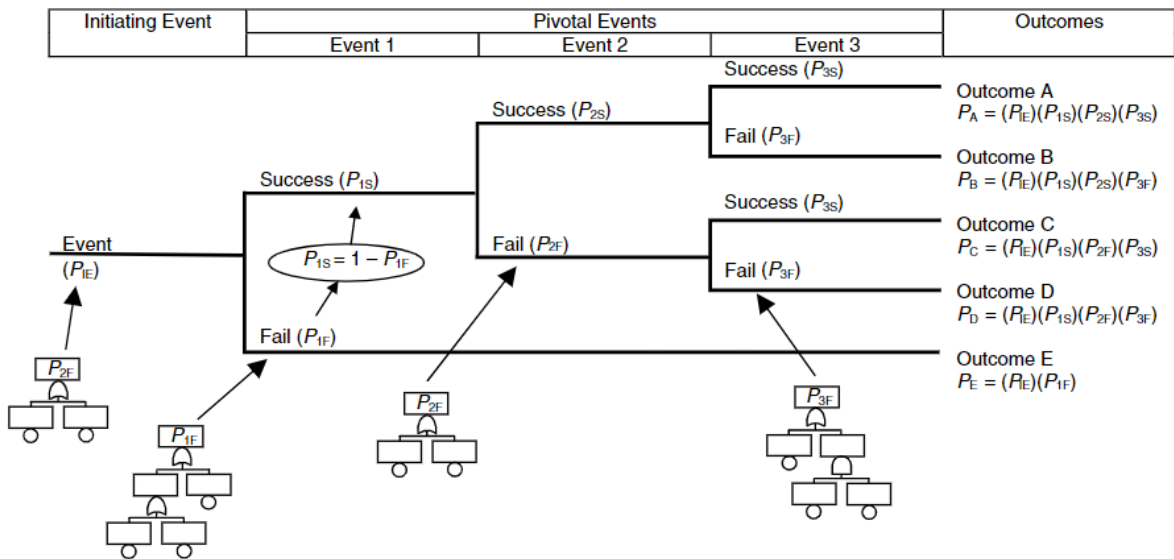 Initiating Event
Pivotal Events
Outcomes
Event 1
Event 2
Event 3
Success (P3S)
Outcome A
PA = (PIE)(P1S)(P2S)(P3S)
Success (P2S)
Fail (P3F)
Outcome B
PB = (PIE)(P1S)(P2S)(P3F)
Success (P1S)
Success (P3S)
Outcome C
PC = (PIE)(P1S)(P2F)(P3S)
Event
(PIE)
P1S = 1 – P1F
Fail (P2F)
Fail (P3F)
Outcome D
PD = (PIE)(P1S)(P2F)(P3F)
Fail (P1F)
Outcome E
PE = (PIE)(P1F)
P2F
P1F
P2F
P3F